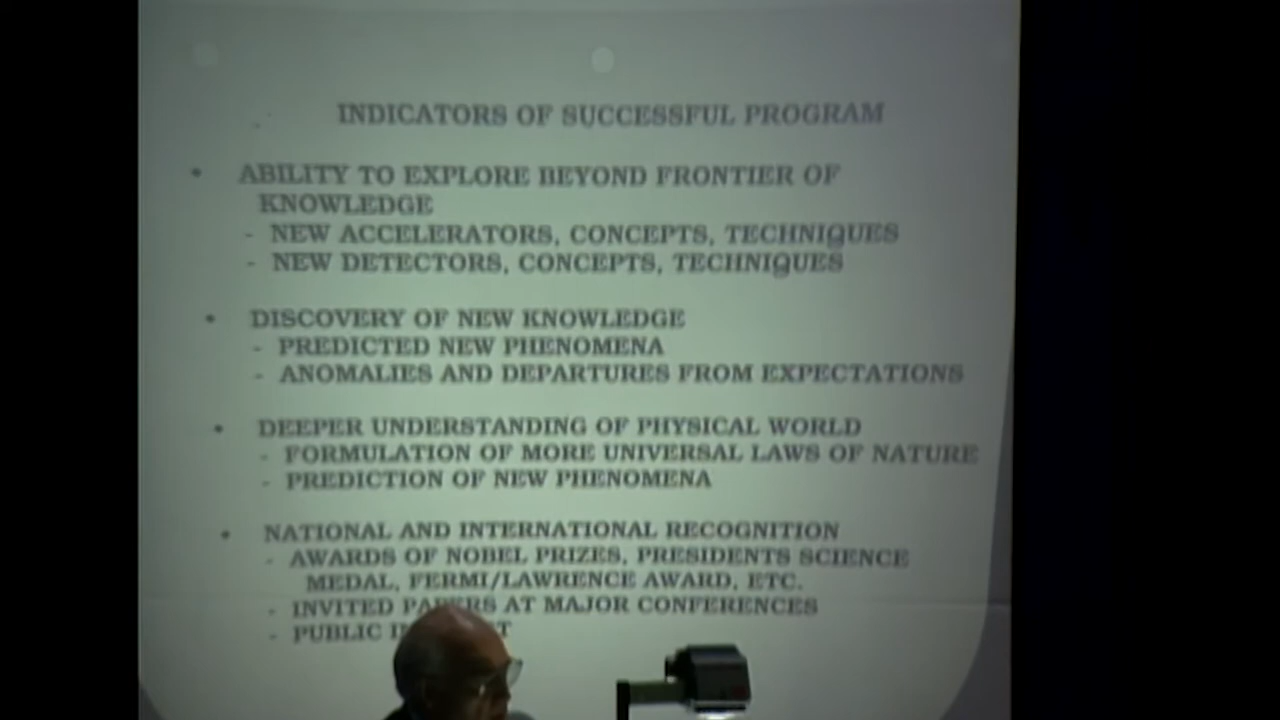 INDICATORS OF SUCCESSFUL PROGRAM
• ABILITY TO EXPLORE BEYOND FRONTIER OF
KNOWLEDGE
- NEW ACCELERATORS, CONCEPTS, TECHNIQUES
- NEW DETECTORS, CONCEPTS, TECHNIQUES
• DISCOVERY OF NEW KNOWLEDGE
- PREDICTED NEW PHENOMENA
- ANOMALIES AND DEPARTURES FROM EXPECTATIONS
• DEEPER UNDERSTANDING OF PHYSICAL WORLD
- FORMULATION OF MORE UNIVERSAL LAWS OF NATURE
- PREDICTION OF NEW PHENOMENA
• NATIONAL AND INTERNATIONAL RECOGNITION
- AWARDS OF NOBEL PRIZES, PRESIDENTS SCIENCE
MEDAL, FERMI/LAWRENCE AWARD, ETC.
- INVITED PAPERS AT MAJOR CONFERENCES
- PUBLIC